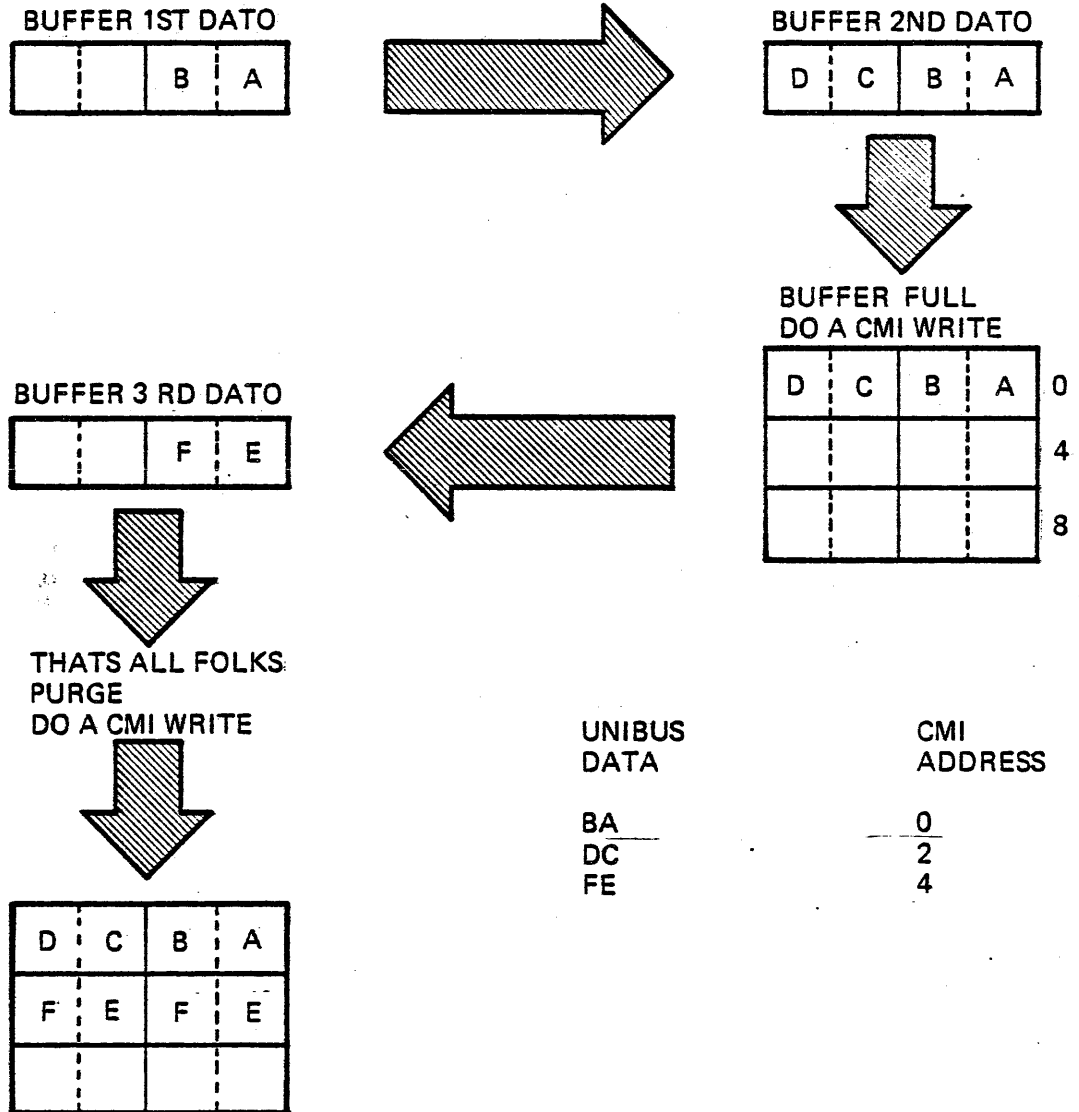 BUFFER 1ST DATO
B A
BUFFER 2ND DATO
D C B A
BUFFER FULL
DO A CMI WRITE
D C B A 0
4
8
BUFFER 3 RD DATO
F E
THATS ALL FOLKS
PURGE
DO A CMI WRITE
D C B A
F E F E
UNIBUS CMI
DATA ADDRESS
BA 0
DC 2
FE 4